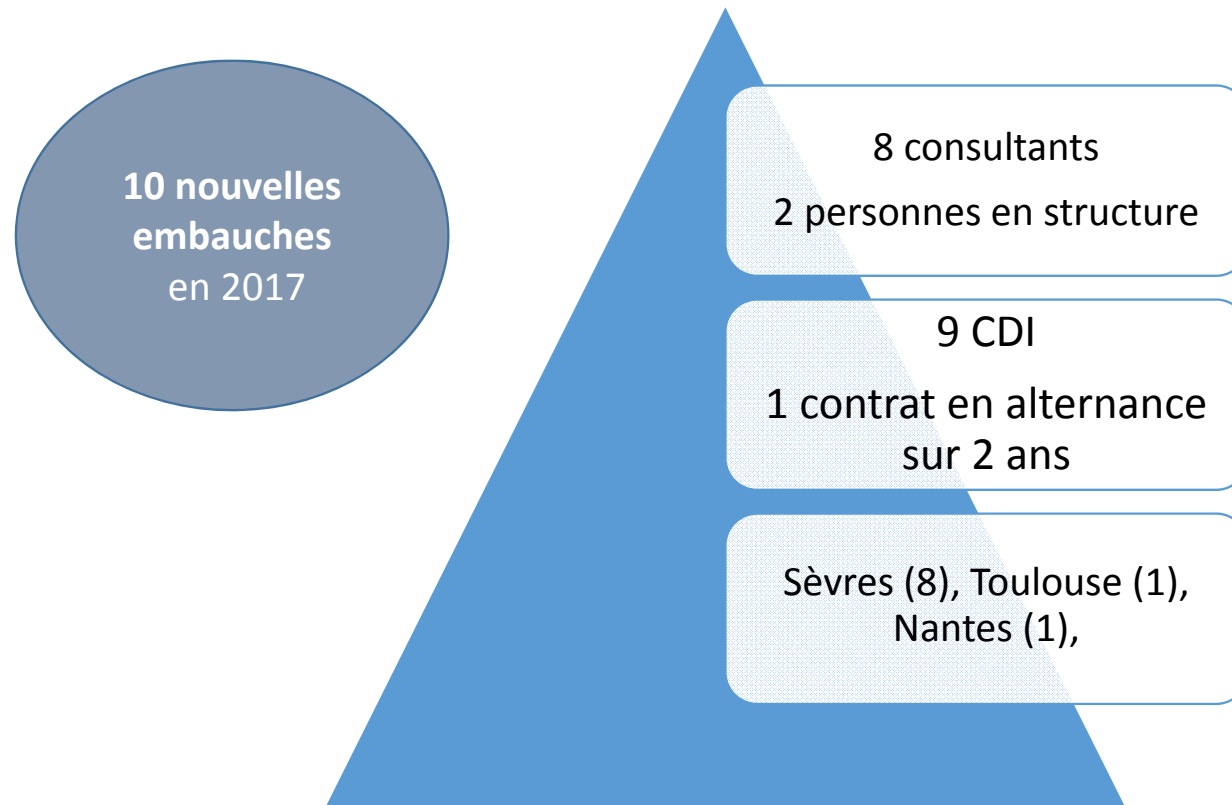 10 nouvelles
embauches
en 2017
8 consultants
2 personnes en structure
9 CDI
1 contrat en alternance
sur 2 ans
Sèvres (8), Toulouse (1),
Nantes (1),